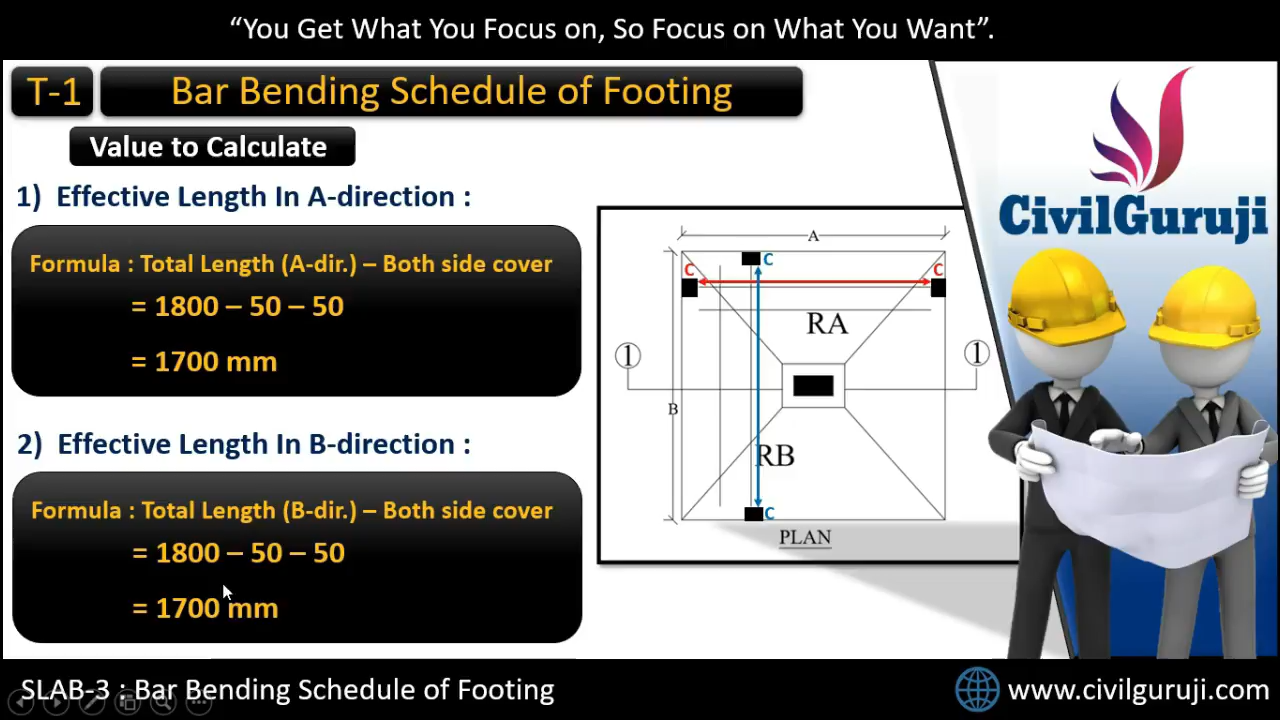 “You Get What You Focus on, So Focus on What You Want”.
T-1
Bar Bending Schedule of Footing
Value to Calculate
1) Effective Length In A-direction :
Formula : Total Length (A-dir.) – Both side cover
= 1800 – 50 – 50
= 1700 mm
2) Effective Length In B-direction :
Formula : Total Length (B-dir.) – Both side cover
= 1800 – 50 – 50
= 1700 mm
A
C
C C
RA
1 1
B
RB
C
PLAN
CivilGuruji
SLAB-3 : Bar Bending Schedule of Footing
www.civilguruji.com